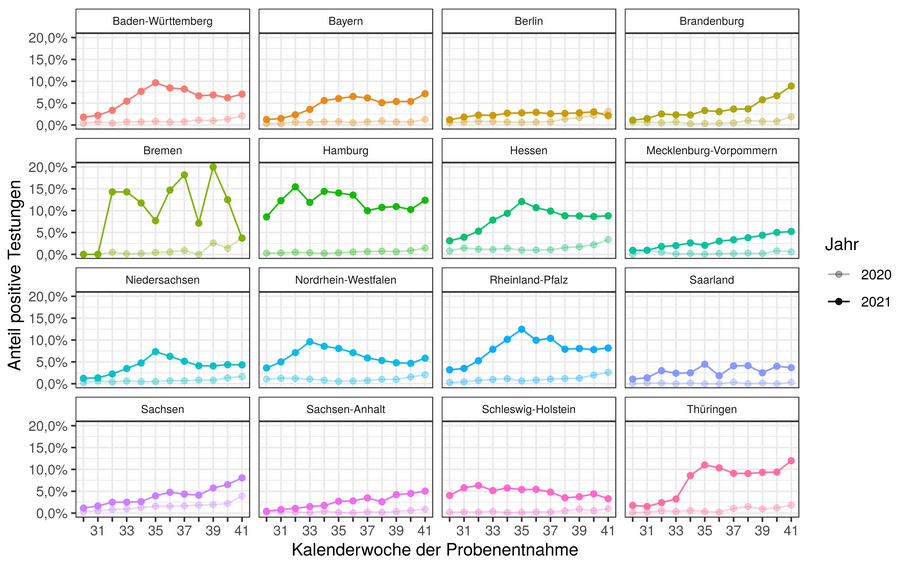 Baden-Württemberg Bayern Berlin Brandenburg
20,0%
15,0%
10,0%
5,0%
0,0%
Bremen Hamburg Hessen Mecklenburg-Vorpommern
20,0%
15,0%
10,0%
5,0%
0,0%
Niedersachsen Nordrhein-Westfalen Rheinland-Pfalz Saarland
20,0%
15,0%
10,0%
5,0%
0,0%
Sachsen Sachsen-Anhalt Schleswig-Holstein Thüringen
20,0%
15,0%
10,0%
5,0%
0,0%
31 33 35 37 39 41 31 33 35 37 39 41 31 33 35 37 39 41 31 33 35 37 39 41
Kalenderwoche der Probenentnahme
Anteil positive Testungen
Jahr
2020
2021